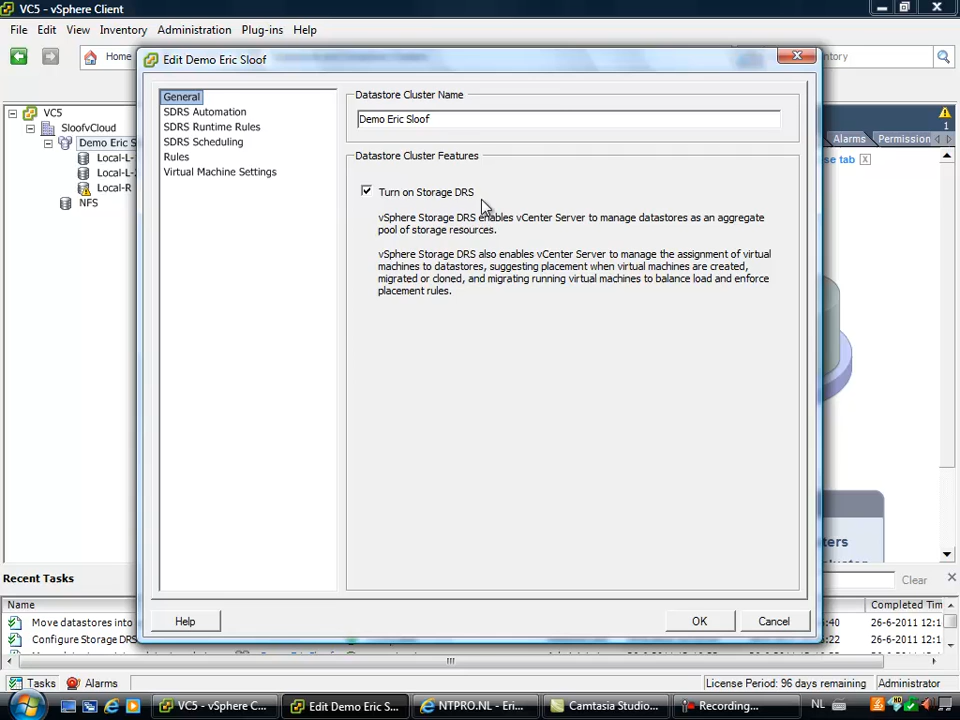 VC5 - vSphere Client
File Edit View Inventory Administration Plug-ins Help
Home
VC5
SloofvCloud
Demo Eric S
Local-L-
Local-L-
Local-R
NFS
Edit Demo Eric Sloof
General
SDRS Automation
SDRS Runtime Rules
SDRS Scheduling
Rules
Virtual Machine Settings
Datastore Cluster Name
Demo Eric Sloof
Datastore Cluster Features
Turn on Storage DRS
vSphere Storage DRS enables vCenter Server to manage datastores as an aggregate
pool of storage resources.
vSphere Storage DRS also enables vCenter Server to manage the assignment of virtual
machines to datastores, suggesting placement when virtual machines are created,
migrated or cloned, and migrating running virtual machines to balance load and enforce
placement rules.
Help OK Cancel
1
Alarms Permission
se tab
Recent Tasks
Clear
Name Completed Tim
Move datastores into
Configure Storage DRS
26-6-2011 12:1
26-6-2011 12:1
Tasks Alarms
License Period: 96 days remaining Administrator
VC5 - vSphere C... Edit Demo Eric S... NTPRO.NL - Eri... Camtasia Studio... Recording... NL